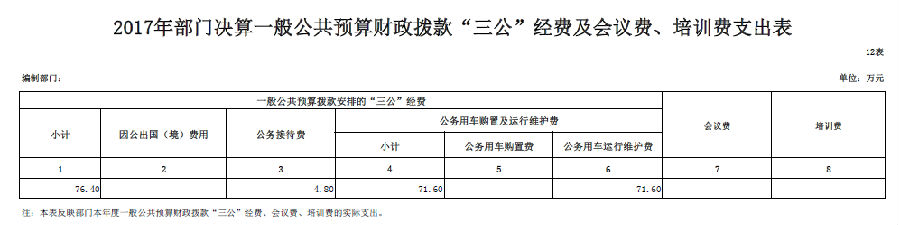 2017年部门决算一般公共预算财政拨款“三公”经费及会议费、培训费支出表
12表
编制部门： 单位：万元
一般公共预算拨款安排的“三公”经费 会议费 培训费
小计 因公出国（境）费用 公务接待费 公务用车购置及运行维护费
小计 公务用车购置费 公务用车运行维护费
1 2 3 4 5 6 7 8
76.40 4.80 71.60 71.60
注：本表反映部门本年度一般公共预算财政拨款“三公”经费、会议费、培训费的实际支出。